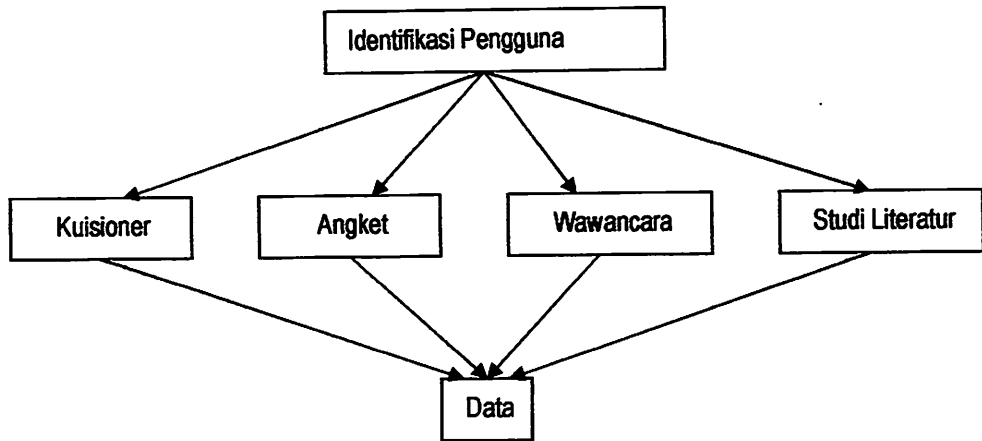 Identifikasi Pengguna
Kuisioner
Angket
Wawancara
Studi Literatur
Data